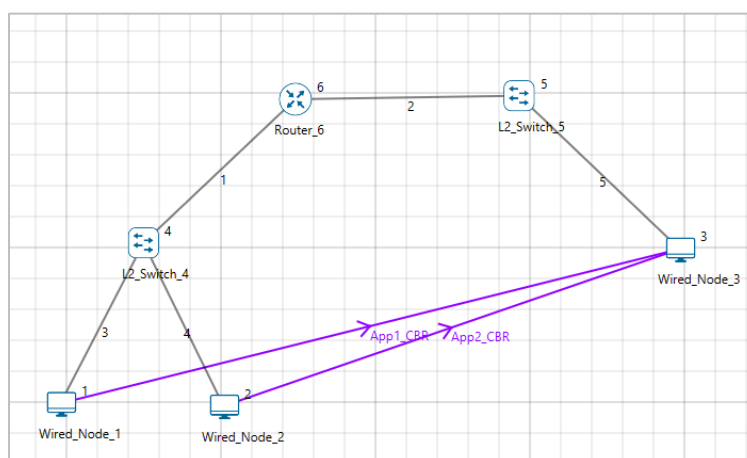 6
Router_6
2
5
L2_Switch_5
1
5
4
L2_Switch_4
3
Wired_Node_3
App1_CBR
App2_CBR
3
4
1
Wired_Node_1
2
Wired_Node_2